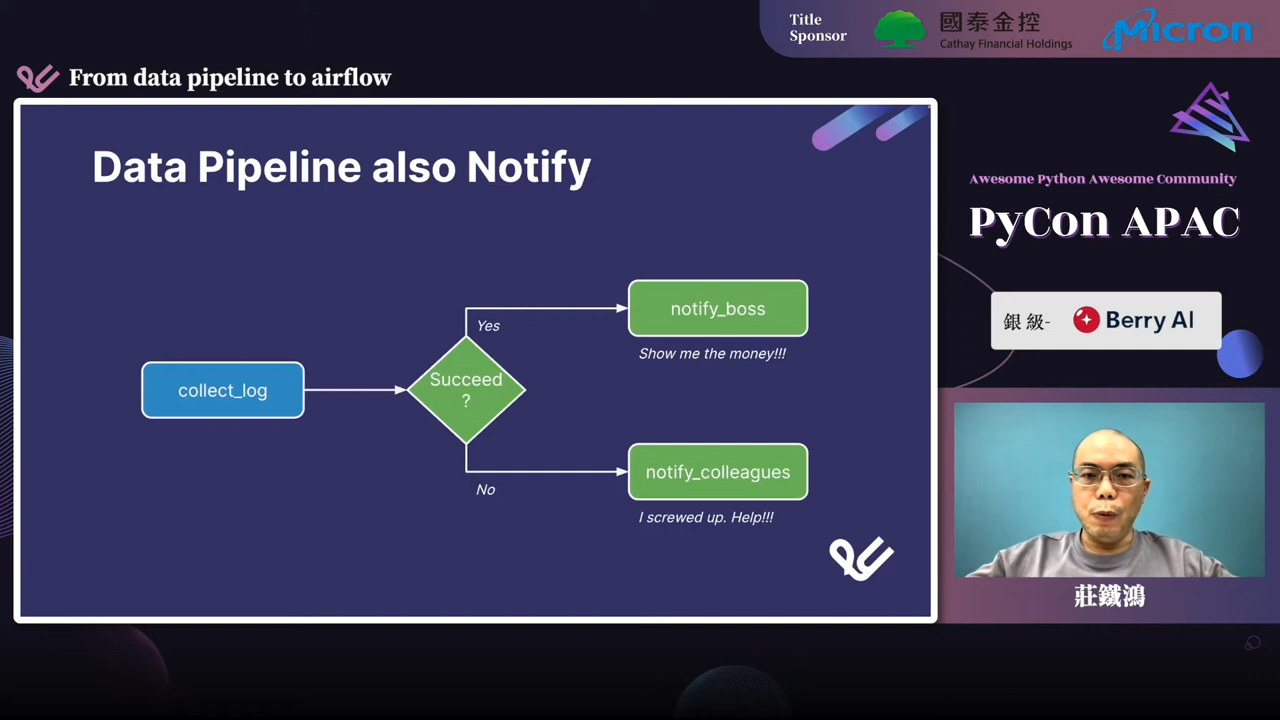 Title
Sponsor
國泰金控
Cathay Financial Holdings
Micron
From data pipeline to airflow
Data Pipeline also Notify
collect_log
Succeed
?
Yes
notify_boss
Show me the money!!!
No
notify_colleagues
I screwed up. Help!!!
Awesome Python Awesome Community
PyCon APAC
銀級-
Berry AI
莊鐵鴻